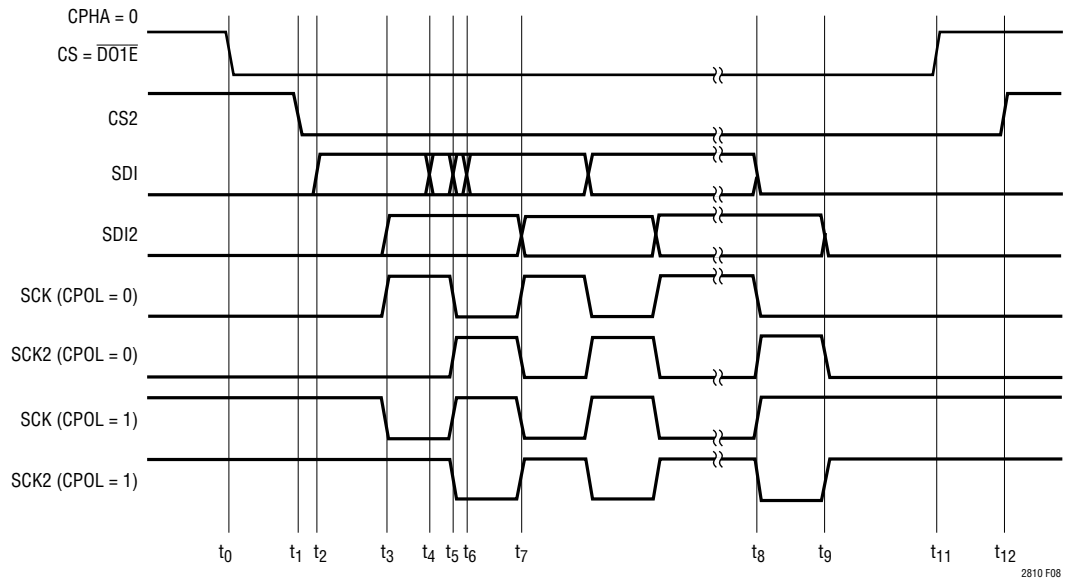 CPHA = 0
CS = D̅O̅1̅E̅
CS2
SDI
SDI2
SCK (CPOL = 0)
SCK2 (CPOL = 0)
SCK (CPOL = 1)
SCK2 (CPOL = 1)
t0 t1 t2 t3 t4 t5 t6 t7 t8 t9 t11 t12
2810 F08